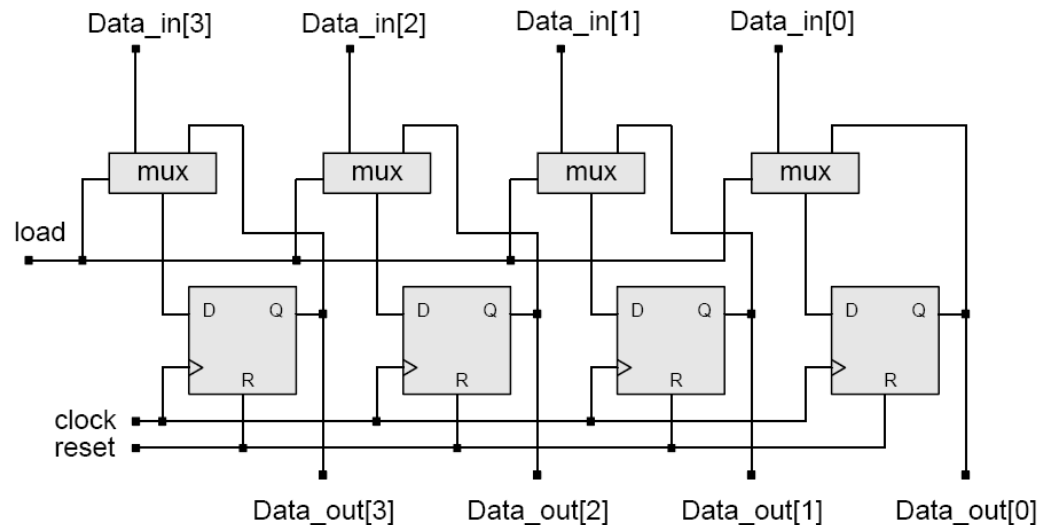 Data_in[3] Data_in[2] Data_in[1] Data_in[0]
mux mux mux mux
load
D Q D Q D Q D Q
R R R R
clock
reset
Data_out[3] Data_out[2] Data_out[1] Data_out[0]